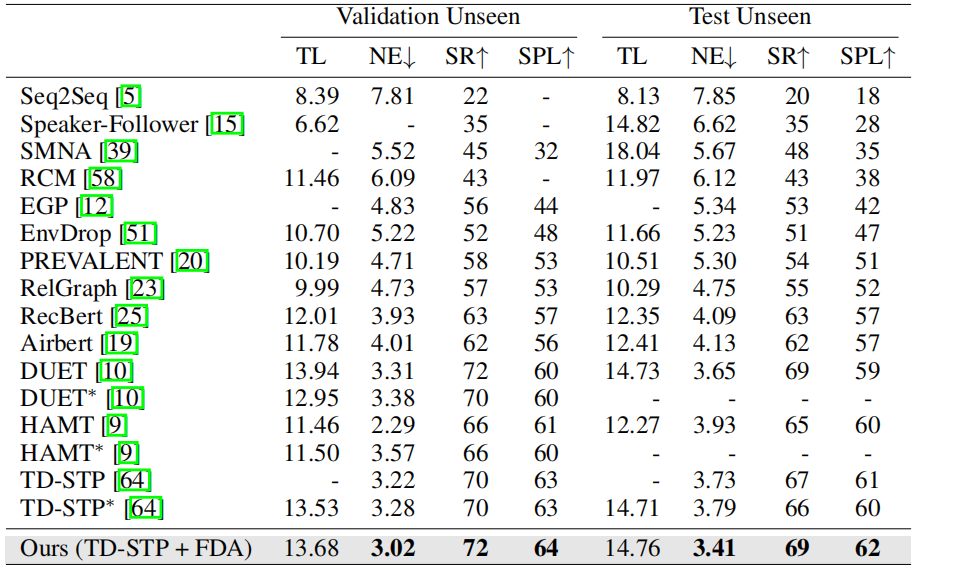 Validation Unseen Test Unseen
TL NE↓ SR↑ SPL↑ TL NE↓ SR↑ SPL↑
Seq2Seq [5] 8.39 7.81 22 - 8.13 7.85 20 18
Speaker-Follower [15] 6.62 - 35 - 14.82 6.62 35 28
SMNA [39] - 5.52 45 32 18.04 5.67 48 35
RCM [58] 11.46 6.09 43 - 11.97 6.12 43 38
EGP [12] - 4.83 56 44 - 5.34 53 42
EnvDrop [51] 10.70 5.22 52 48 11.66 5.23 51 47
PREVALENT [20] 10.19 4.71 58 53 10.51 5.30 54 51
RelGraph [23] 9.99 4.73 57 53 10.29 4.75 55 52
RecBert [25] 12.01 3.93 63 57 12.35 4.09 63 57
Airbert [19] 11.78 4.01 62 56 12.41 4.13 62 57
DUET [10] 13.94 3.31 72 60 14.73 3.65 69 59
DUET* [10] 12.95 3.38 70 60 - - - -
HAMT [9] 11.46 2.29 66 61 12.27 3.93 65 60
HAMT* [9] 11.50 3.57 66 60 - - - -
TD-STP [64] - 3.22 70 63 - 3.73 67 61
TD-STP* [64] 13.53 3.28 70 63 14.71 3.79 66 60
Ours (TD-STP + FDA) 13.68 3.02 72 64 14.76 3.41 69 62